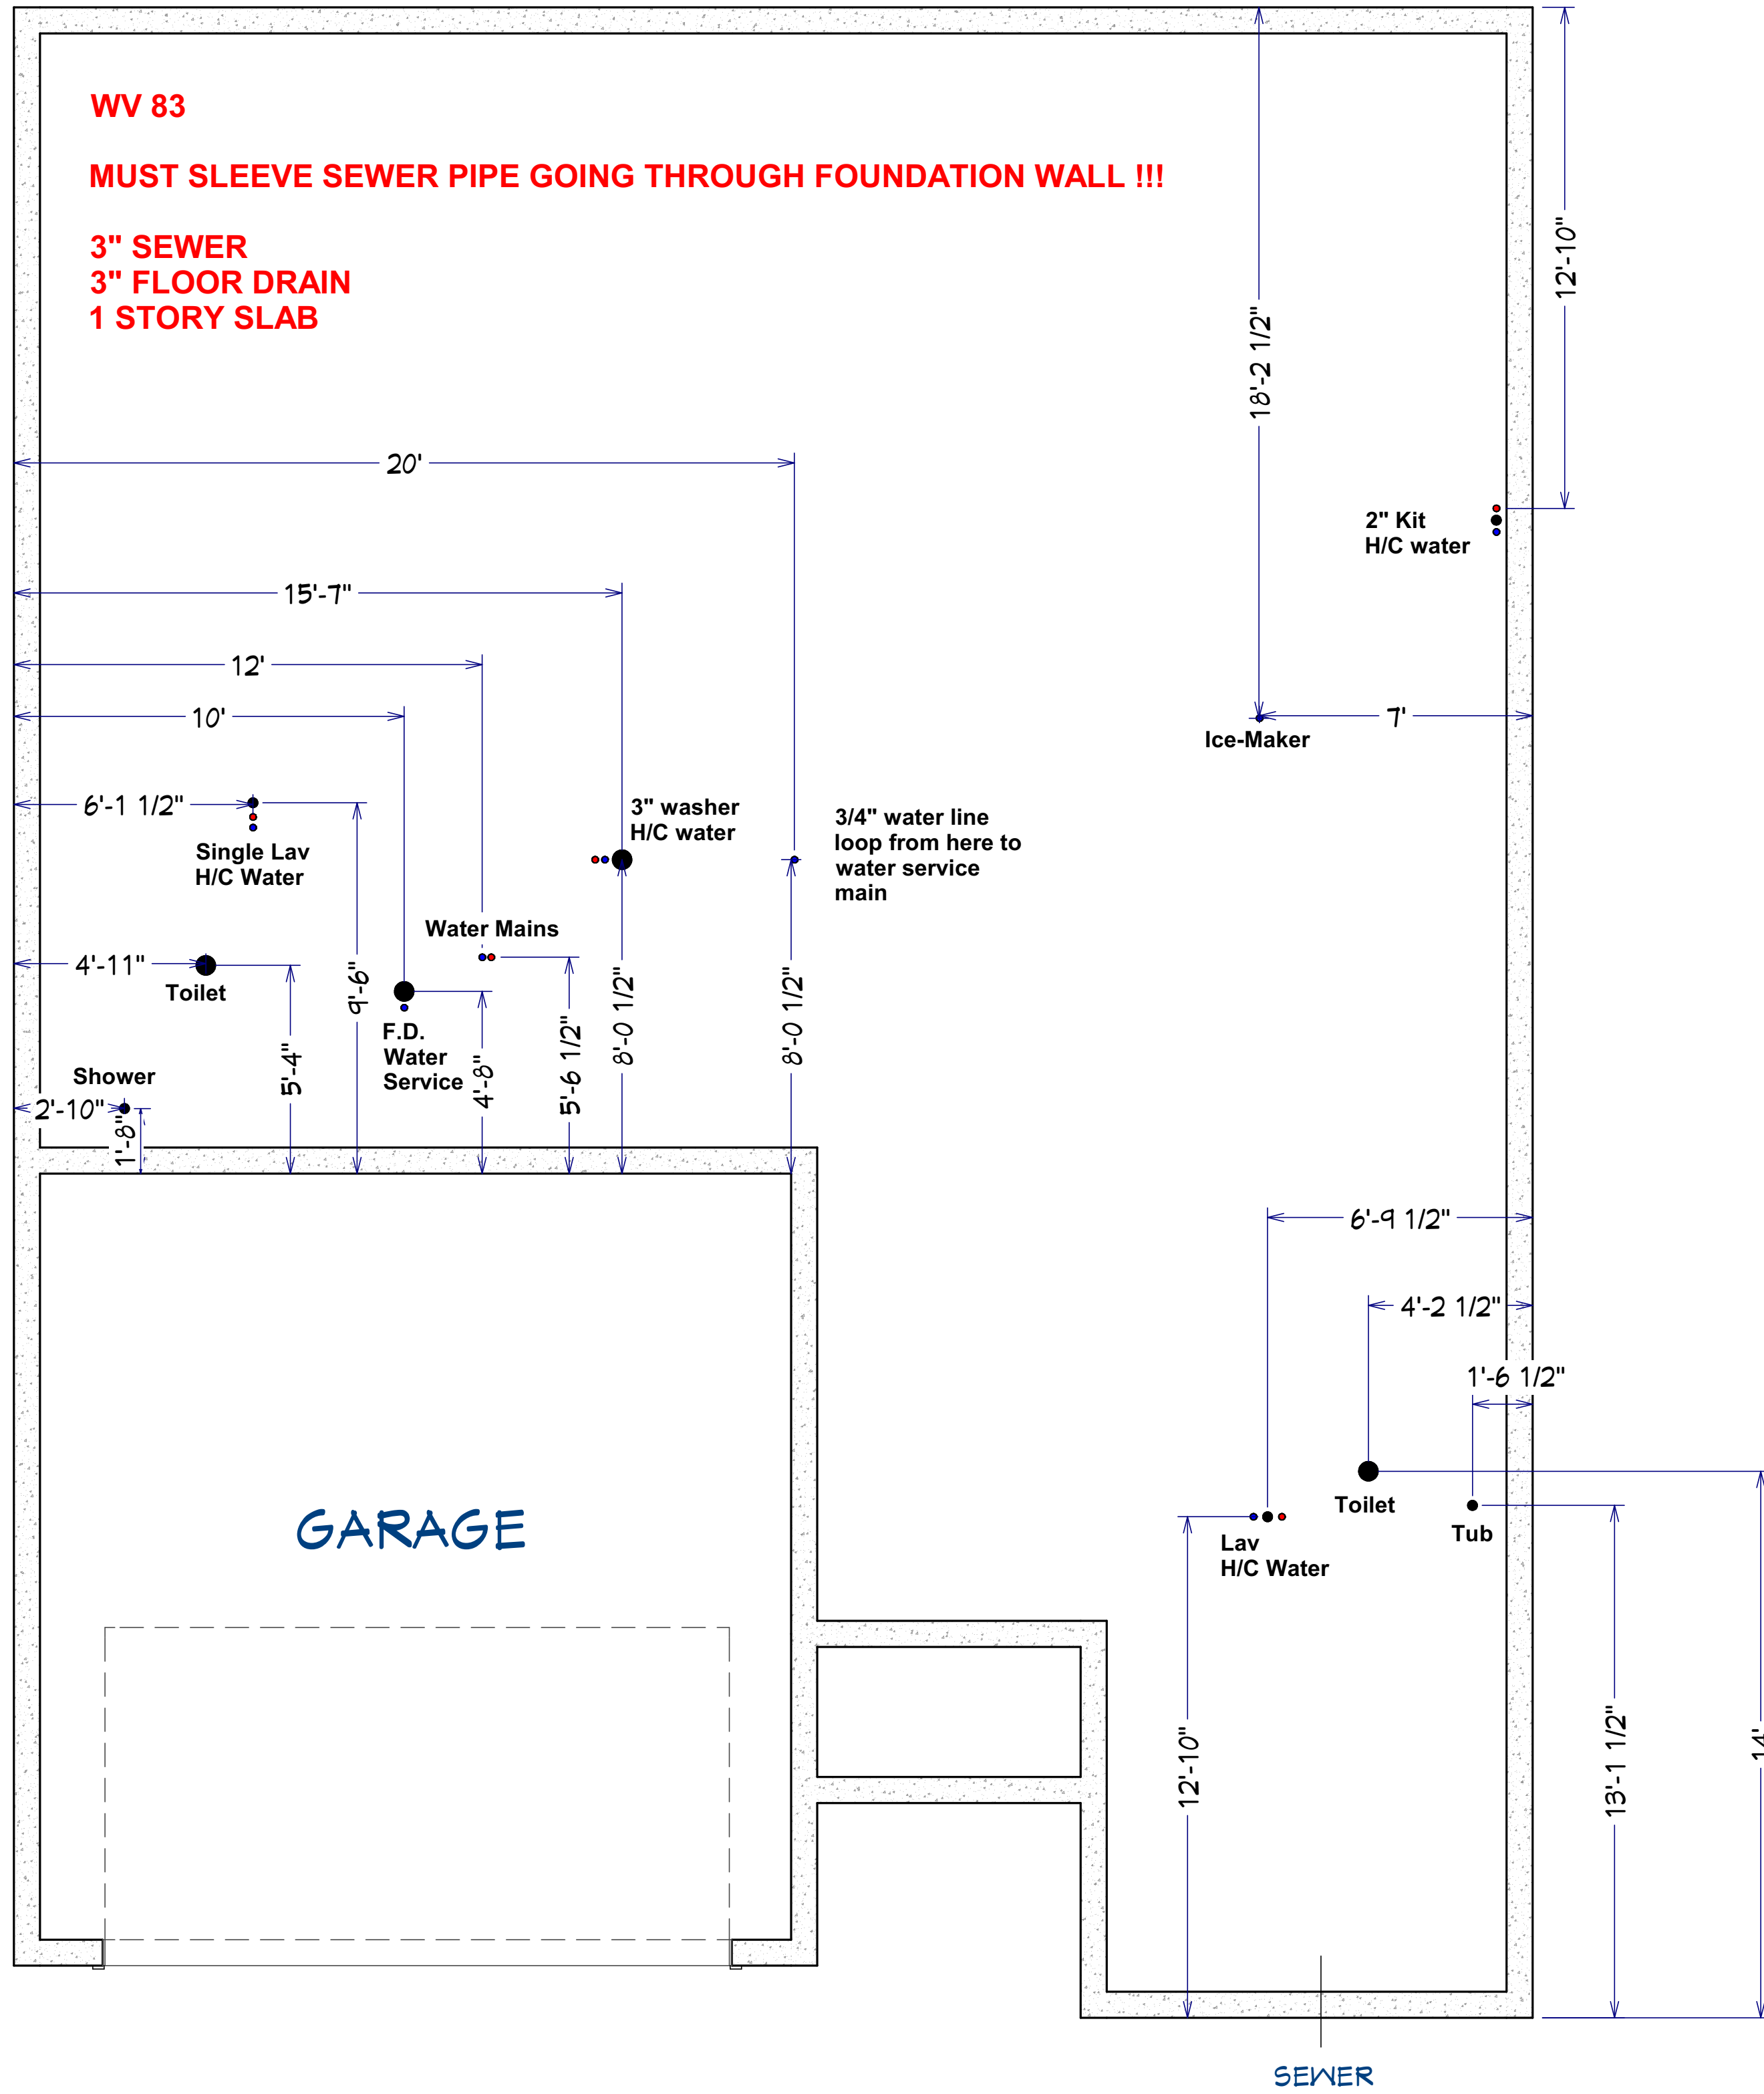 WV 83
MUST SLEEVE SEWER PIPE GOING THROUGH FOUNDATION WALL !!!
3" SEWER
3" FLOOR DRAIN
1 STORY SLAB
12'-10"
18'-2 1/2"
20'
2" Kit
H/C water
15'-7"
12'
10'
7'
Ice-Maker
6'-1 1/2"
Single Lav
H/C Water
3" washer
H/C water
3/4" water line
loop from here to
water service
main
Water Mains
4'-11"
Toilet
9'-6"
F.D.
Water
Service
5'-4"
4'-8"
5'-6 1/2"
8'-0 1/2"
8'-0 1/2"
Shower
2'-10"
1'-8"
6'-9 1/2"
4'-2 1/2"
1'-6 1/2"
GARAGE
Toilet
Tub
Lav
H/C Water
12'-10"
13'-1 1/2"
14'
SEWER